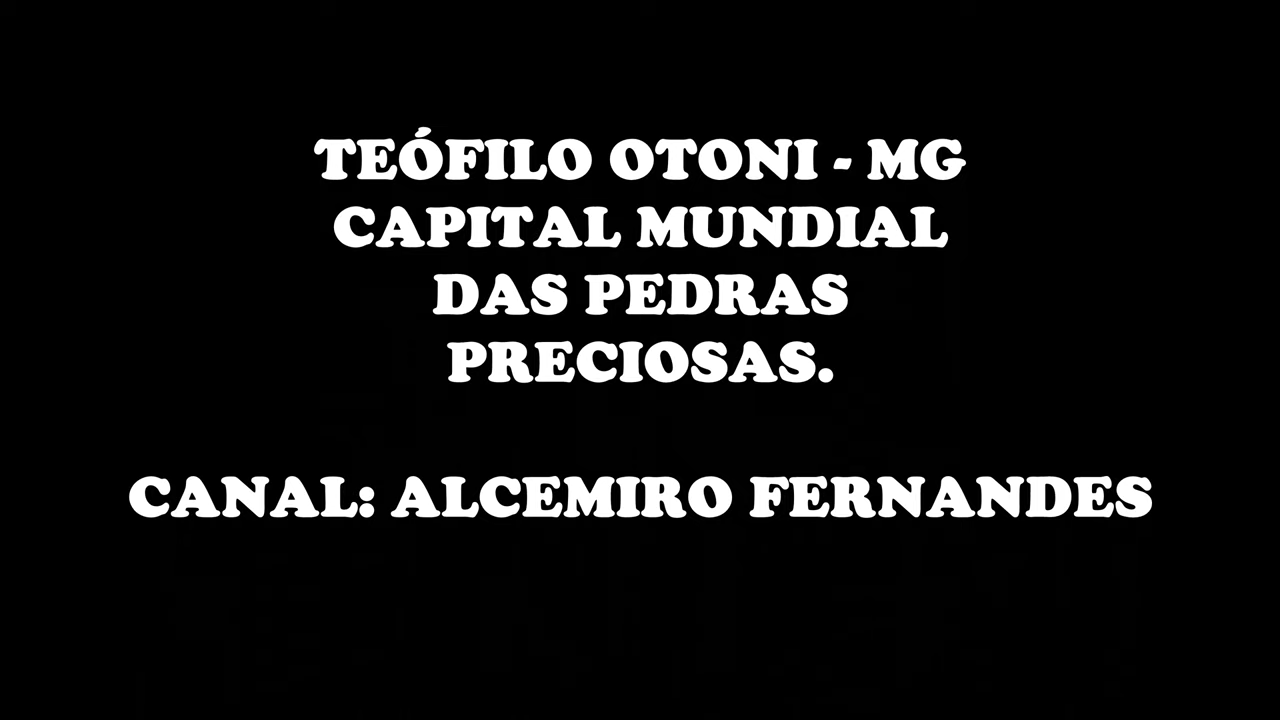 TEÓFILO OTONI - MG
CAPITAL MUNDIAL
DAS PEDRAS
PRECIOSAS.
CANAL: ALCEMIRO FERNANDES